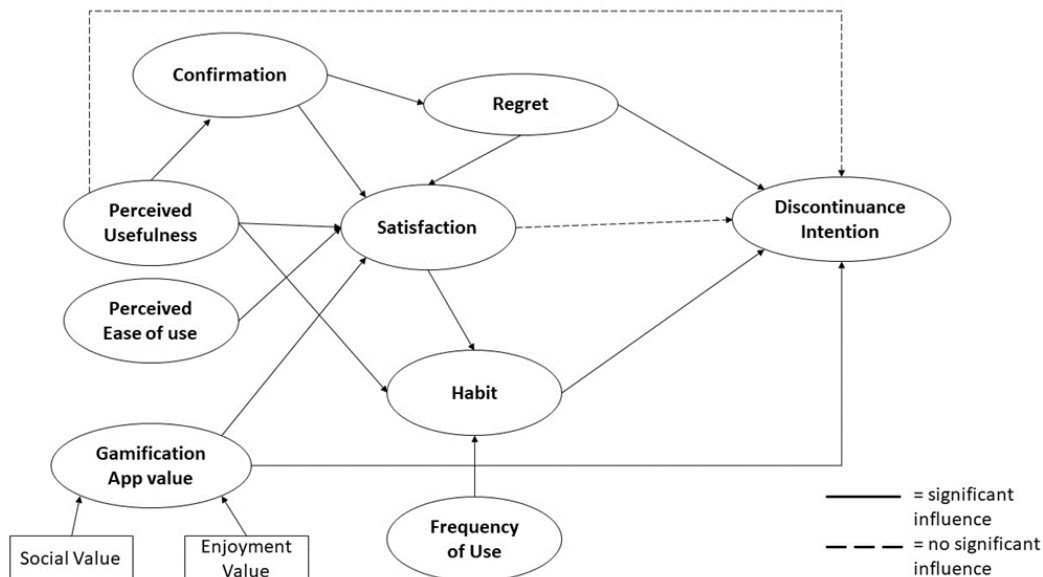 Confirmation
Regret
Perceived
Usefulness
Satisfaction
Discontinuance
Intention
Perceived
Ease of use
Habit
Gamification
App value
Frequency
of Use
Social Value
Enjoyment
Value
= significant
influence
= no significant
influence